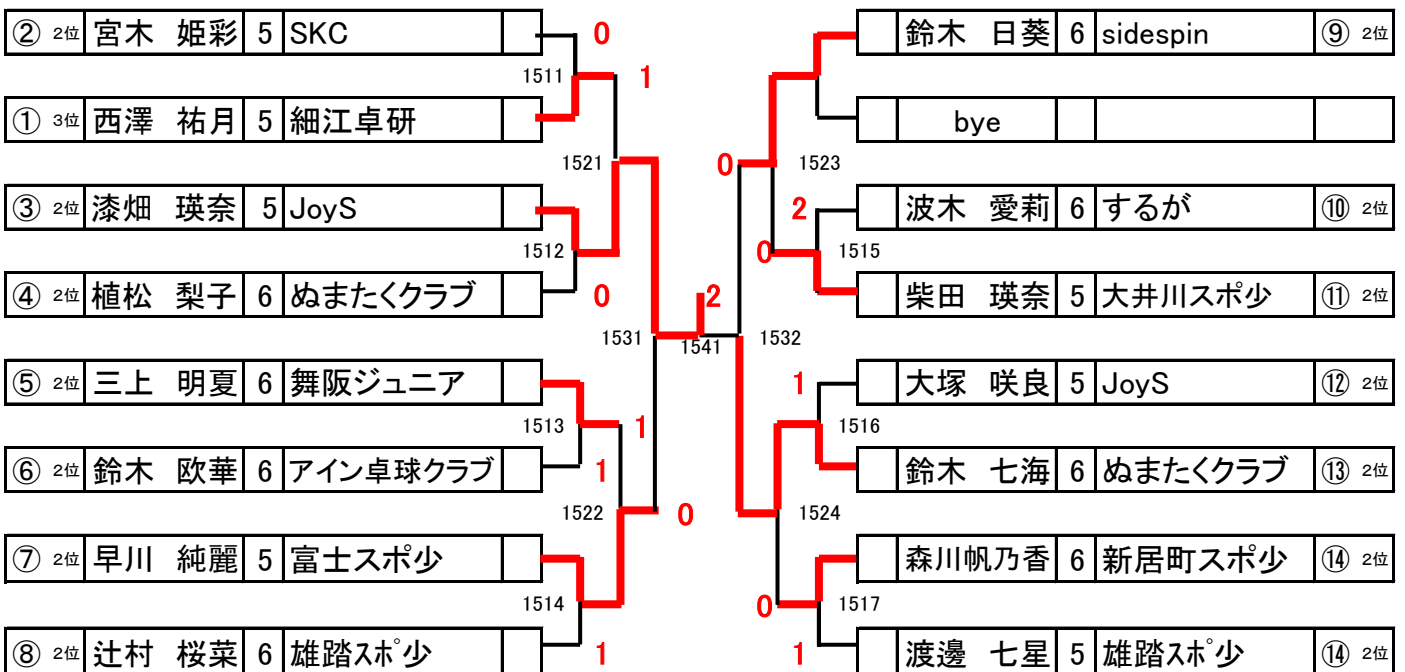 ② 2位 宮木 姫彩 5 SKC
0
鈴木 日葵 6 sidespin ⑨ 2位
1511
1
① 3位 西澤 祐月 5 細江卓研
bye
1521
0
1523
③ 2位 漆畑 瑛奈 5 JoyS
2
波木 愛莉 6 するが ⑩ 2位
1512
0
1515
④ 2位 植松 梨子 6 ぬまたくクラブ
0
2
柴田 瑛奈 5 大井川スポ少 ⑪ 2位
1531
1541
1532
⑤ 2位 三上 明夏 6 舞阪ジュニア
1
大塚 咲良 5 JoyS ⑫ 2位
1513
1
1516
⑥ 2位 鈴木 欧華 6 アイン卓球クラブ
1
鈴木 七海 6 ぬまたくクラブ ⑬ 2位
1522
0
1524
⑦ 2位 早川 純麗 5 富士スポ少
森川帆乃香 6 新居町スポ少 ⑭ 2位
1514
0
1517
⑧ 2位 辻村 桜菜 6 雄踏スポ少
1
1
渡邊 七星 5 雄踏スポ少 ⑭ 2位